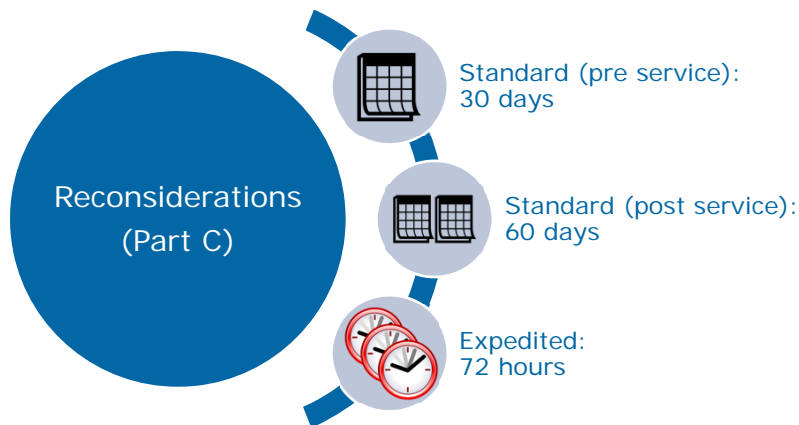 Reconsiderations
(Part C)
Standard (pre service):
30 days
Standard (post service):
60 days
Expedited:
72 hours